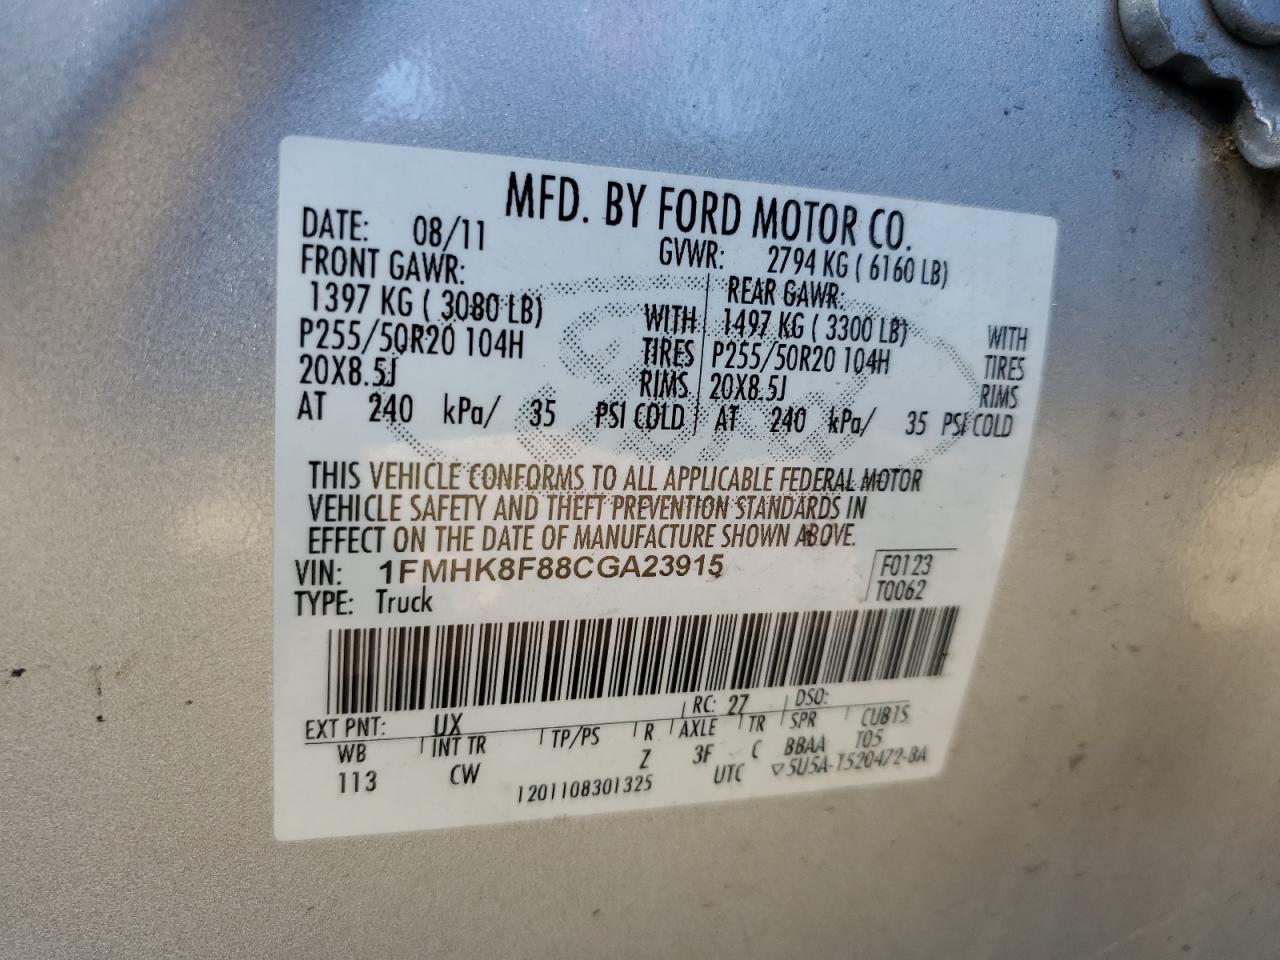 MFD. BY FORD MOTOR CO.
DATE: 08/11 GVWR: 2794 KG ( 6160 LB)
FRONT GAWR: REAR GAWR:
1397 KG ( 3080 LB) WITH 1497 KG ( 3300 LB) WITH
P255/50R20 104H TIRES P255/50R20 104H TIRES
20X8.5J RIMS 20X8.5J RIMS
AT 240 kPa/ 35 PSI COLD AT 240 kPa/ 35 PSI COLD
THIS VEHICLE CONFORMS TO ALL APPLICABLE FEDERAL MOTOR
VEHICLE SAFETY AND THEFT PREVENTION STANDARDS IN
EFFECT ON THE DATE OF MANUFACTURE SHOWN ABOVE.
VIN: 1FMHK8F88CGA23915 F0123
TYPE: Truck T0062
EXT PNT: UX RC: 27 DSO:
WB INT TR TP/PS R AXLE TR SPR CUB1S
113 CW Z 3F C BBAA T05
1201108301325 UTC ▽5U5A-1520472-BA